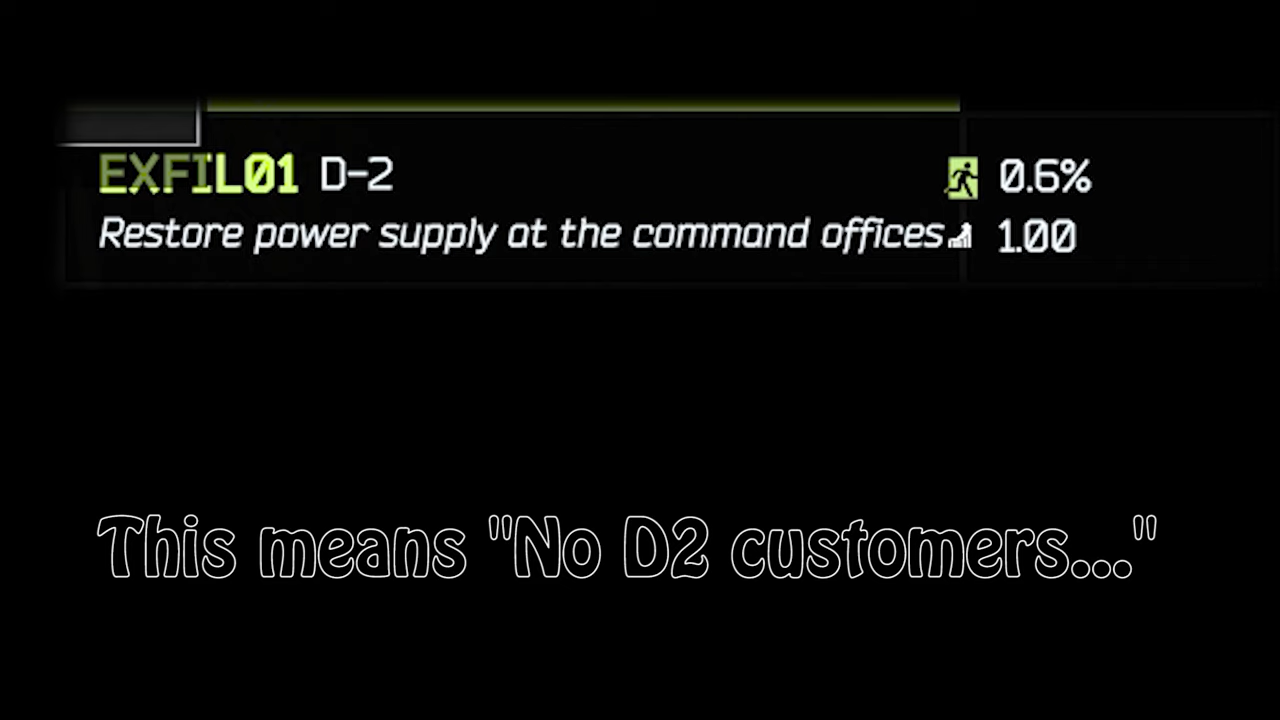 EXFIL01 D-2 0.6%
Restore power supply at the command offices 1.00
This means "No D2 customers..."